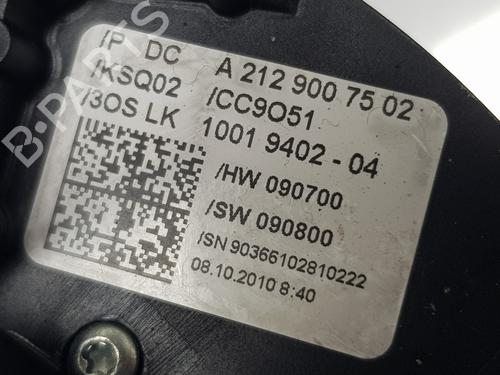 /P DC A 212 900 75 02
/KSQ02 /CC9O51
/3OS LK 1001 9402 - 04
/HW 090700
/SW 090800
/SN 90366102810222
08.10.2010 8:40
B-PARTS